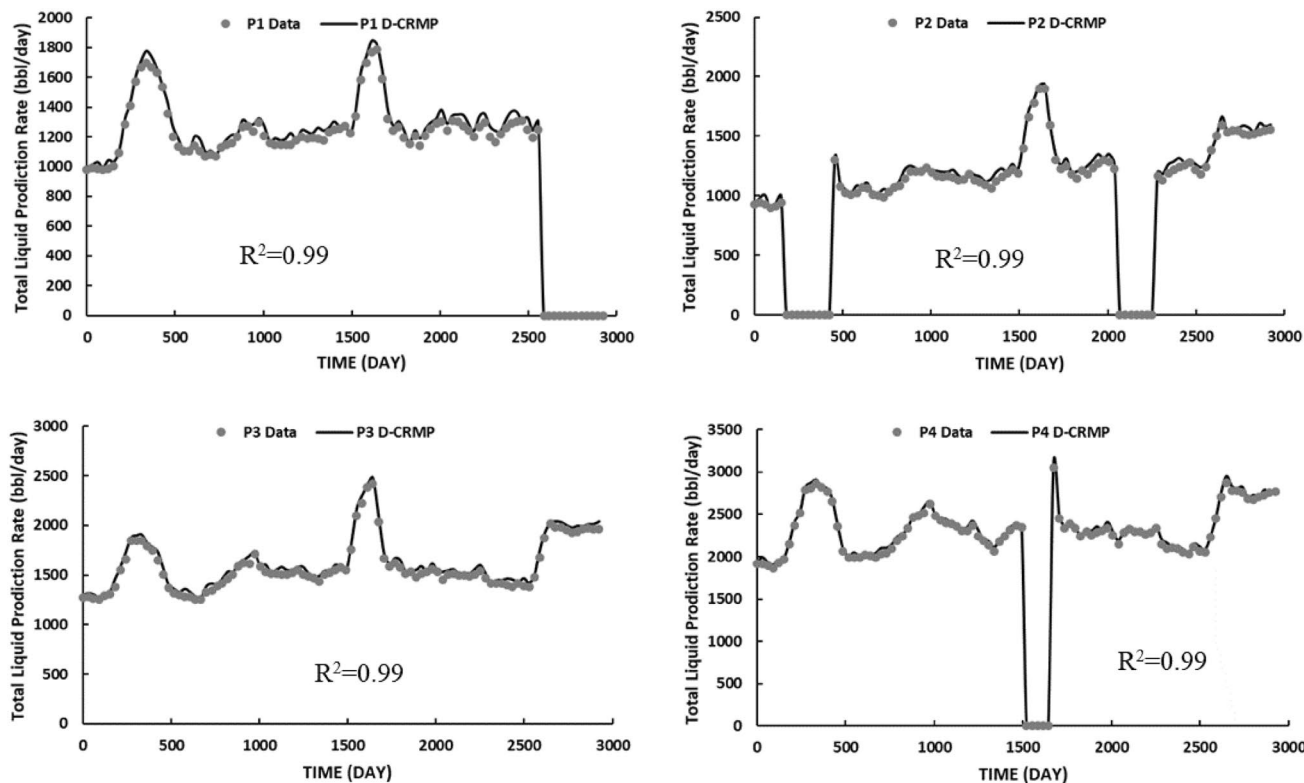 P1 Data P1 D-CRMP
Total Liquid Prodiction Rate (bbl/day)
2000
1800
1600
1400
1200
1000
800
600
400
200
0
R²=0.99
0 500 1000 1500 2000 2500 3000
TIME (DAY)
P2 Data P2 D-CRMP
Total Liquid Prodiction Rate (bbl/day)
2500
2000
1500
1000
500
0
R²=0.99
0 500 1000 1500 2000 2500 3000
TIME (DAY)
P3 Data P3 D-CRMP
Total Liquid Prodiction Rate (bbl/day)
3000
2500
2000
1500
1000
500
0
R²=0.99
0 500 1000 1500 2000 2500 3000
TIME (DAY)
P4 Data P4 D-CRMP
Total Liquid Prodiction Rate (bbl/day)
3500
3000
2500
2000
1500
1000
500
0
R²=0.99
0 500 1000 1500 2000 2500 3000
TIME (DAY)